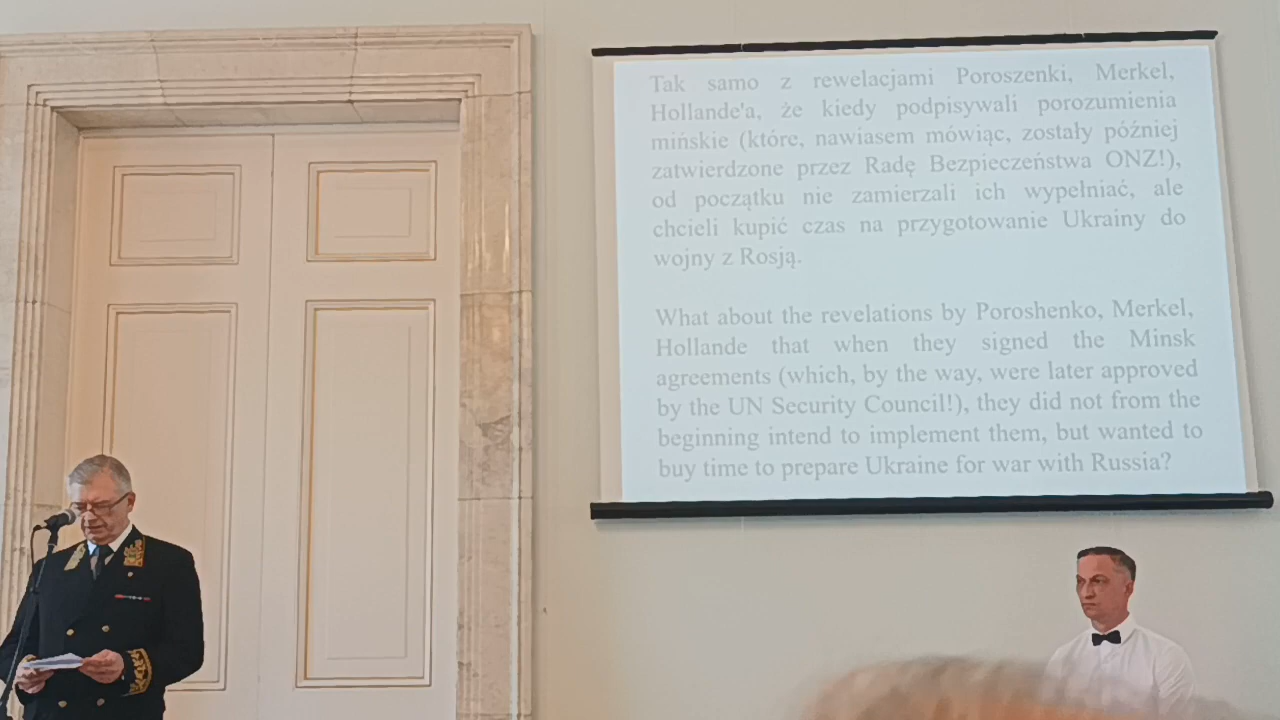 Tak samo z rewelacjami Poroszenki, Merkel,
Hollande'a, że kiedy podpisywali porozumienia
mińskie (które, nawiasem mówiąc, zostały później
zatwierdzone przez Radę Bezpieczeństwa ONZ!),
od początku nie zamierzali ich wypełniać, ale
chcieli kupić czas na przygotowanie Ukrainy do
wojny z Rosją.
What about the revelations by Poroshenko, Merkel,
Hollande that when they signed the Minsk
agreements (which, by the way, were later approved
by the UN Security Council!), they did not from the
beginning intend to implement them, but wanted to
buy time to prepare Ukraine for war with Russia?